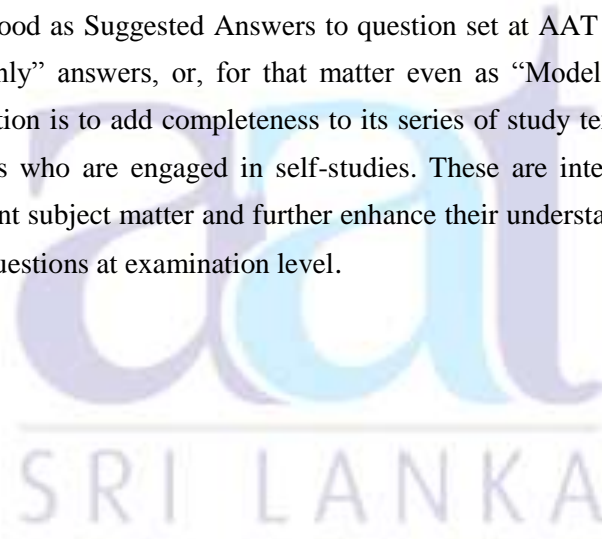 ood as Suggested Answers to question set at AAT
nly” answers, or, for that matter even as “Model
tion is to add completeness to its series of study te
s who are engaged in self-studies. These are inte
nt subject matter and further enhance their understa
uestions at examination level.
aat
SRI LANKA